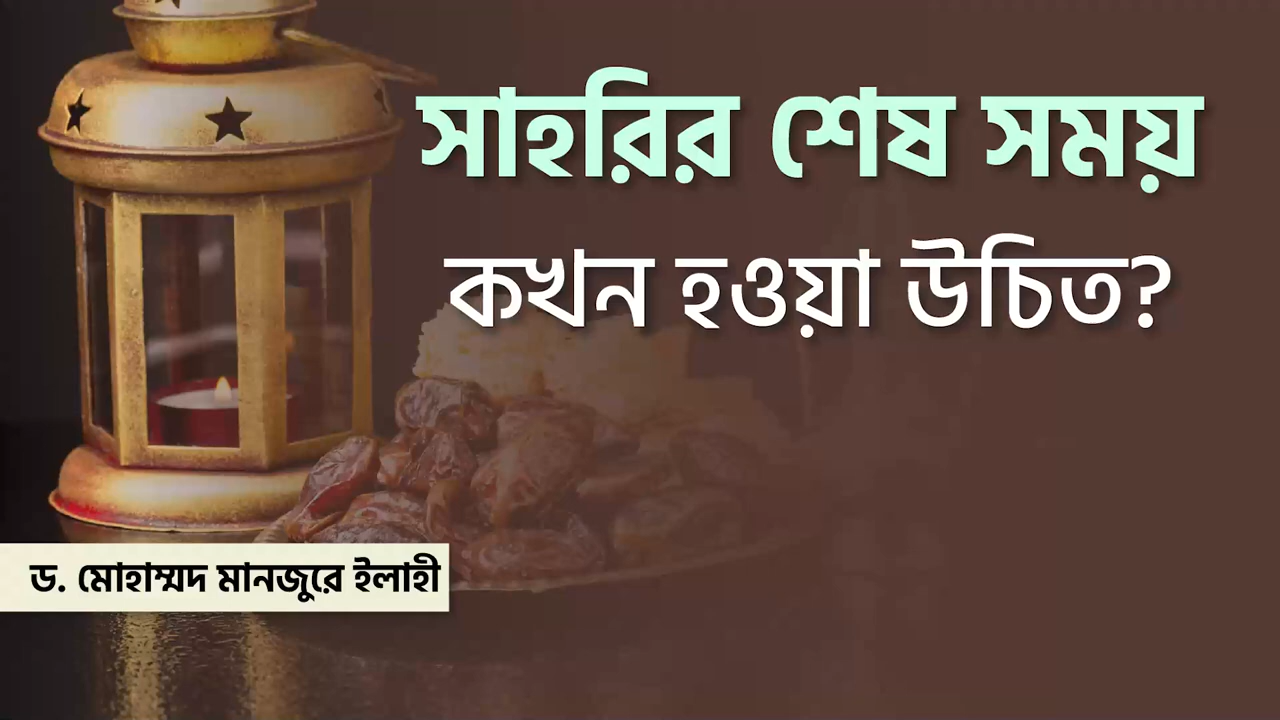 সাহরির শেষ সময়
কখন হওয়া উচিত?
ড. মোহাম্মদ মানজুরে ইলাহী